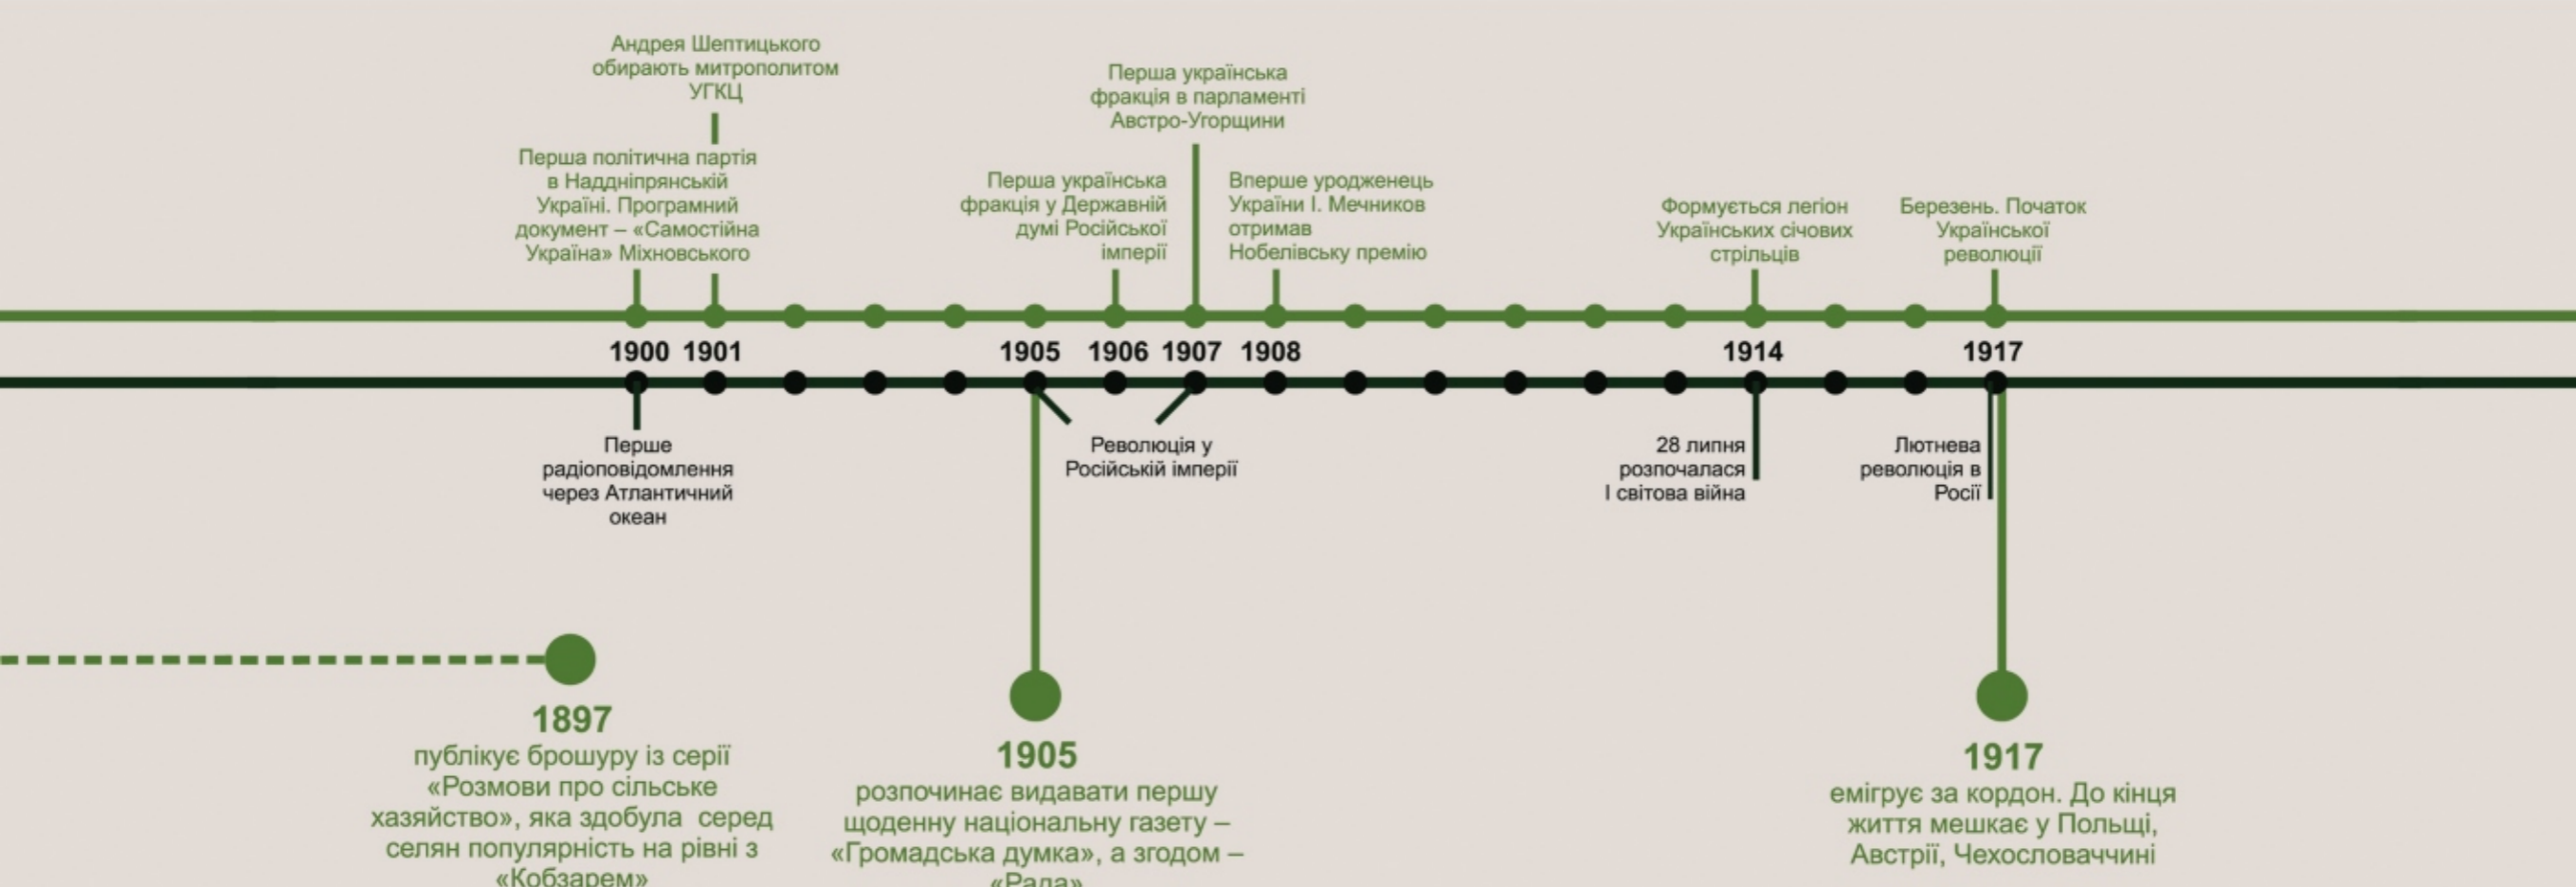 Андрея Шептицького
обирають митрополитом
УГКЦ
Перша політична партія
в Наддніпрянській
Україні. Програмний
документ – «Самостійна
Україна» Міхновського
Перша українська
фракція у Державній
думі Російської
імперії
Перша українська
фракція в парламенті
Австро-Угорщини
Вперше уродженець
України І. Мечников
отримав
Нобелівську премію
Формується легіон
Українських січових
стрільців
Березень. Початок
Української
революції
1900 1901 1905 1906 1907 1908 1914 1917
Перше
радіоповідомлення
через Атлантичний
океан
Революція у
Російській імперії
28 липня
розпочалася
І світова війна
Лютнева
революція в
Росії
1897
публікує брошуру із серії
«Розмови про сільське
хазяйство», яка здобула серед
селян популярність на рівні з
«Кобзарем»
1905
розпочинає видавати першу
щоденну національну газету –
«Громадська думка», а згодом –
«Рада»
1917
емігрує за кордон. До кінця
життя мешкає у Польщі,
Австрії, Чехословаччині